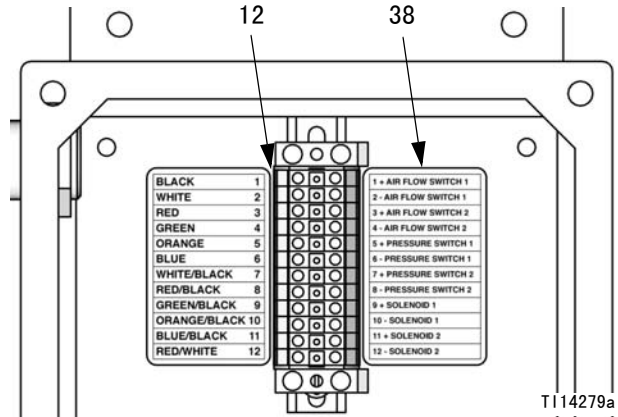 12 38
BLACK 1
WHITE 2
RED 3
GREEN 4
ORANGE 5
BLUE 6
WHITE/BLACK 7
RED/BLACK 8
GREEN/BLACK 9
ORANGE/BLACK 10
BLUE/BLACK 11
RED/WHITE 12
1 + AIR FLOW SWITCH 1
2 - AIR FLOW SWITCH 1
3 + AIR FLOW SWITCH 2
4 - AIR FLOW SWITCH 2
5 + PRESSURE SWITCH 1
6 - PRESSURE SWITCH 1
7 + PRESSURE SWITCH 2
8 - PRESSURE SWITCH 2
9 + SOLENOID 1
10 - SOLENOID 1
11 + SOLENOID 2
12 - SOLENOID 2
TI14279a